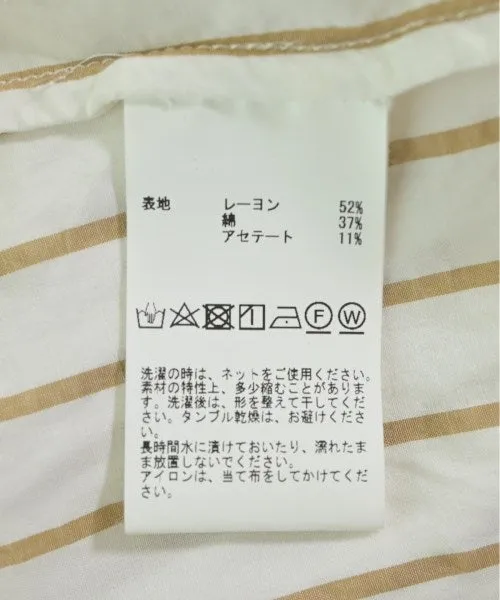 表地 レーヨン 52%
綿 37%
アセテート 11%
F W
洗濯の時は、ネットをご使用ください。
素材の特性上、多少縮むことがありま
す。洗濯後は、形を整えて干してくだ
さい。タンブル乾燥は、お避けくださ
い。
長時間水に漬けておいたり、濡れたま
ま放置しないでください。
アイロンは、当て布をしてかけてくだ
さい。